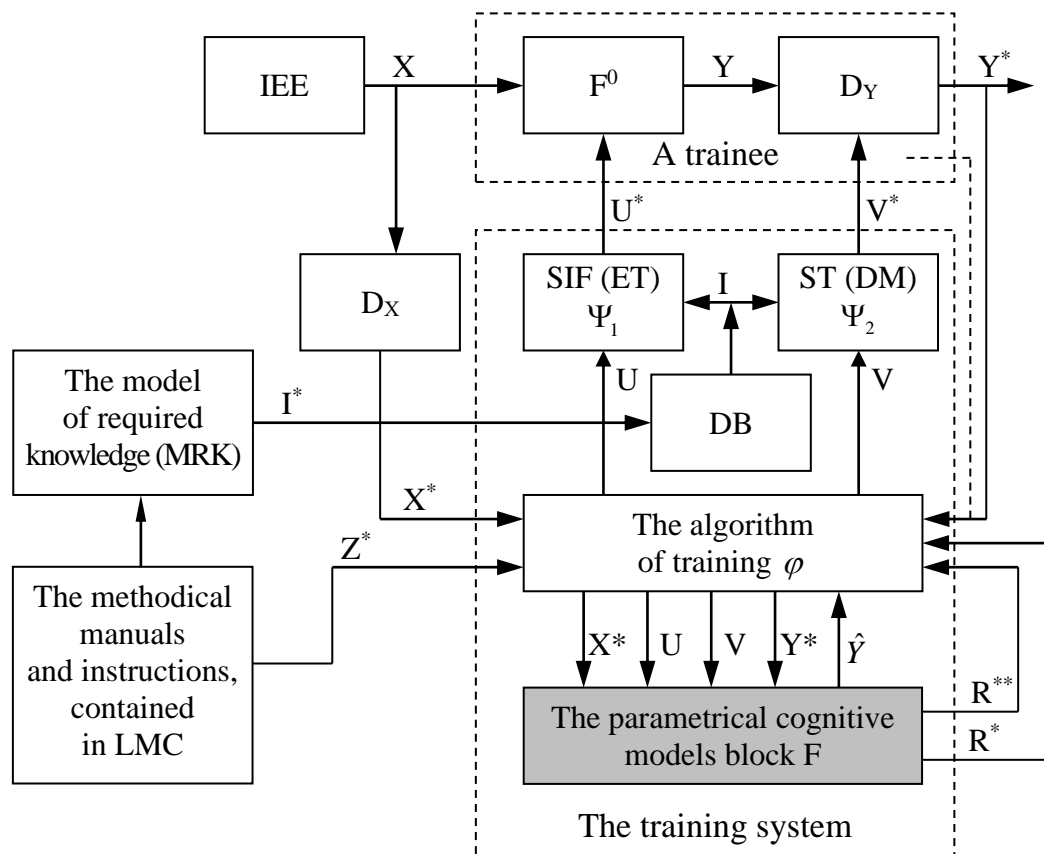 IEE
X
F⁰
Y
D_Y
Y*
A trainee
U*
V*
D_X
SIF (ET)
Ψ₁
I
ST (DM)
Ψ₂
The model
of required
knowledge (MRK)
I*
U
DB
V
X*
Z*
The algorithm
of training φ
The methodical
manuals
and instructions,
contained
in LMC
X* U V Y* Ŷ
The parametrical cognitive
models block F
R**
R*
The training system